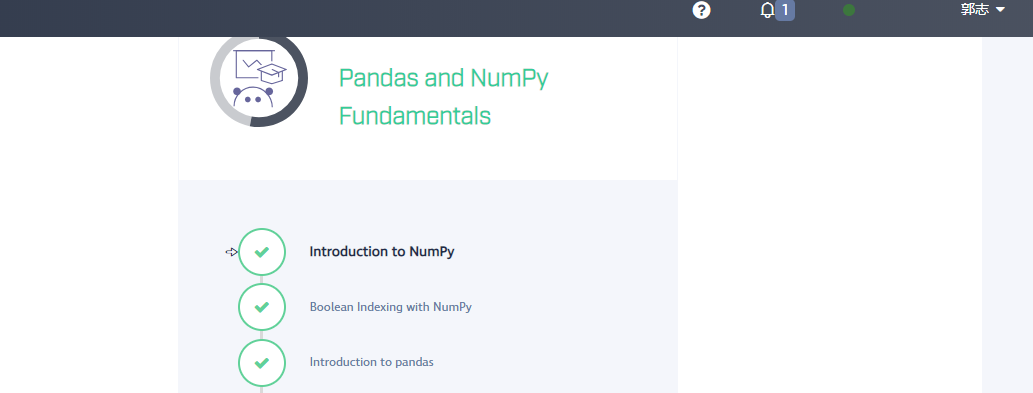 ?
1
郭志
Pandas and NumPy
Fundamentals
Introduction to NumPy
Boolean Indexing with NumPy
Introduction to pandas